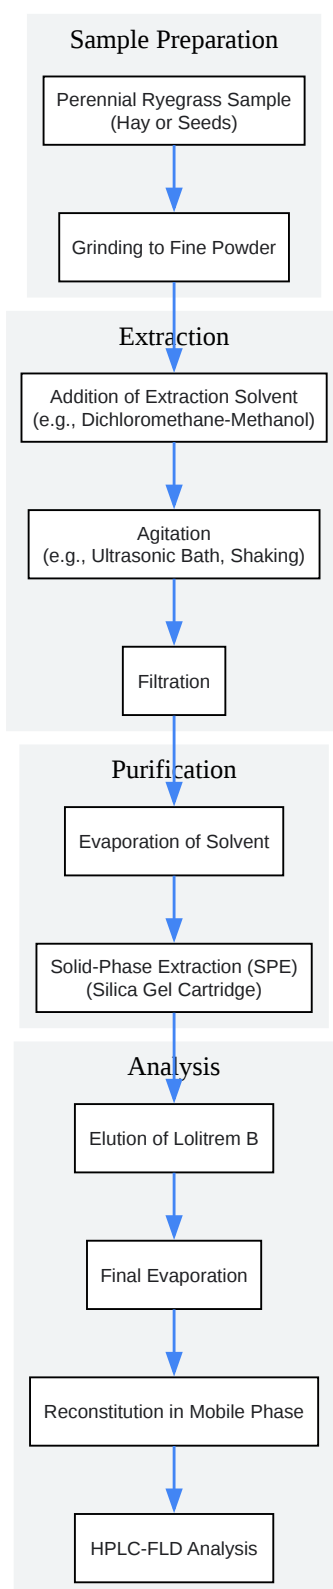 Sample Preparation
Perennial Ryegrass Sample
(Hay or Seeds)
Grinding to Fine Powder
Extraction
Addition of Extraction Solvent
(e.g., Dichloromethane-Methanol)
Agitation
(e.g., Ultrasonic Bath, Shaking)
Filtration
Purification
Evaporation of Solvent
Solid-Phase Extraction (SPE)
(Silica Gel Cartridge)
Analysis
Elution of Lolitrem B
Final Evaporation
Reconstitution in Mobile Phase
HPLC-FLD Analysis